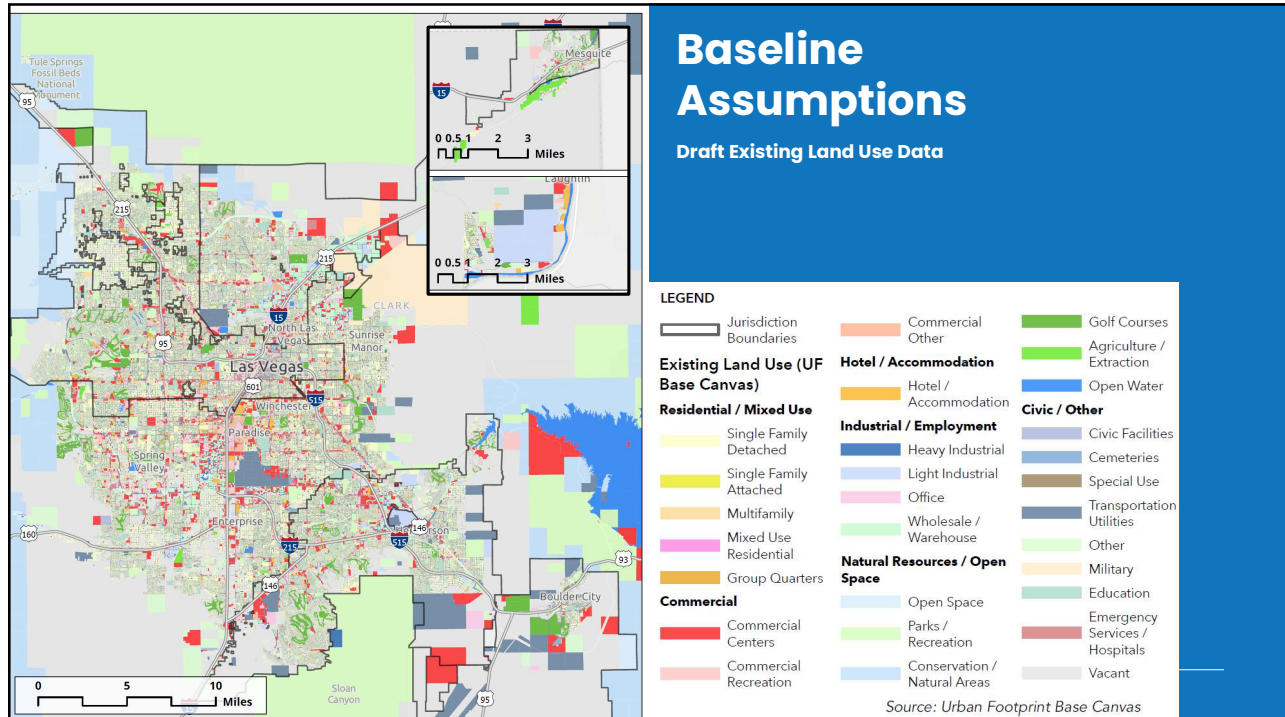 Baseline
Assumptions
Draft Existing Land Use Data
Tule Springs
Fossil Beds
National
Monument
95
215
95
15
North Las
Vegas
Sunrise
Manor
CLARK
215
Las Vegas
601
515
Winchester
Paradise
Spring
Valley
Enterprise
160
215
146
515
146
93
Boulder City
95
Sloan
Canyon
0 5 10
Miles
Mesquite
15
0 0.5 1 2 3
Miles
Laughlin
0 0.5 1 2 3
Miles
LEGEND
Jurisdiction
Boundaries
Existing Land Use (UF
Base Canvas)
Residential / Mixed Use
Single Family
Detached
Single Family
Attached
Multifamily
Mixed Use
Residential
Group Quarters
Commercial
Commercial
Centers
Commercial
Recreation
Commercial
Other
Hotel / Accommodation
Hotel /
Accommodation
Industrial / Employment
Heavy Industrial
Light Industrial
Office
Wholesale /
Warehouse
Natural Resources / Open
Space
Open Space
Parks /
Recreation
Conservation /
Natural Areas
Golf Courses
Agriculture /
Extraction
Open Water
Civic / Other
Civic Facilities
Cemeteries
Special Use
Transportation
Utilities
Other
Military
Education
Emergency
Services /
Hospitals
Vacant
Source: Urban Footprint Base Canvas